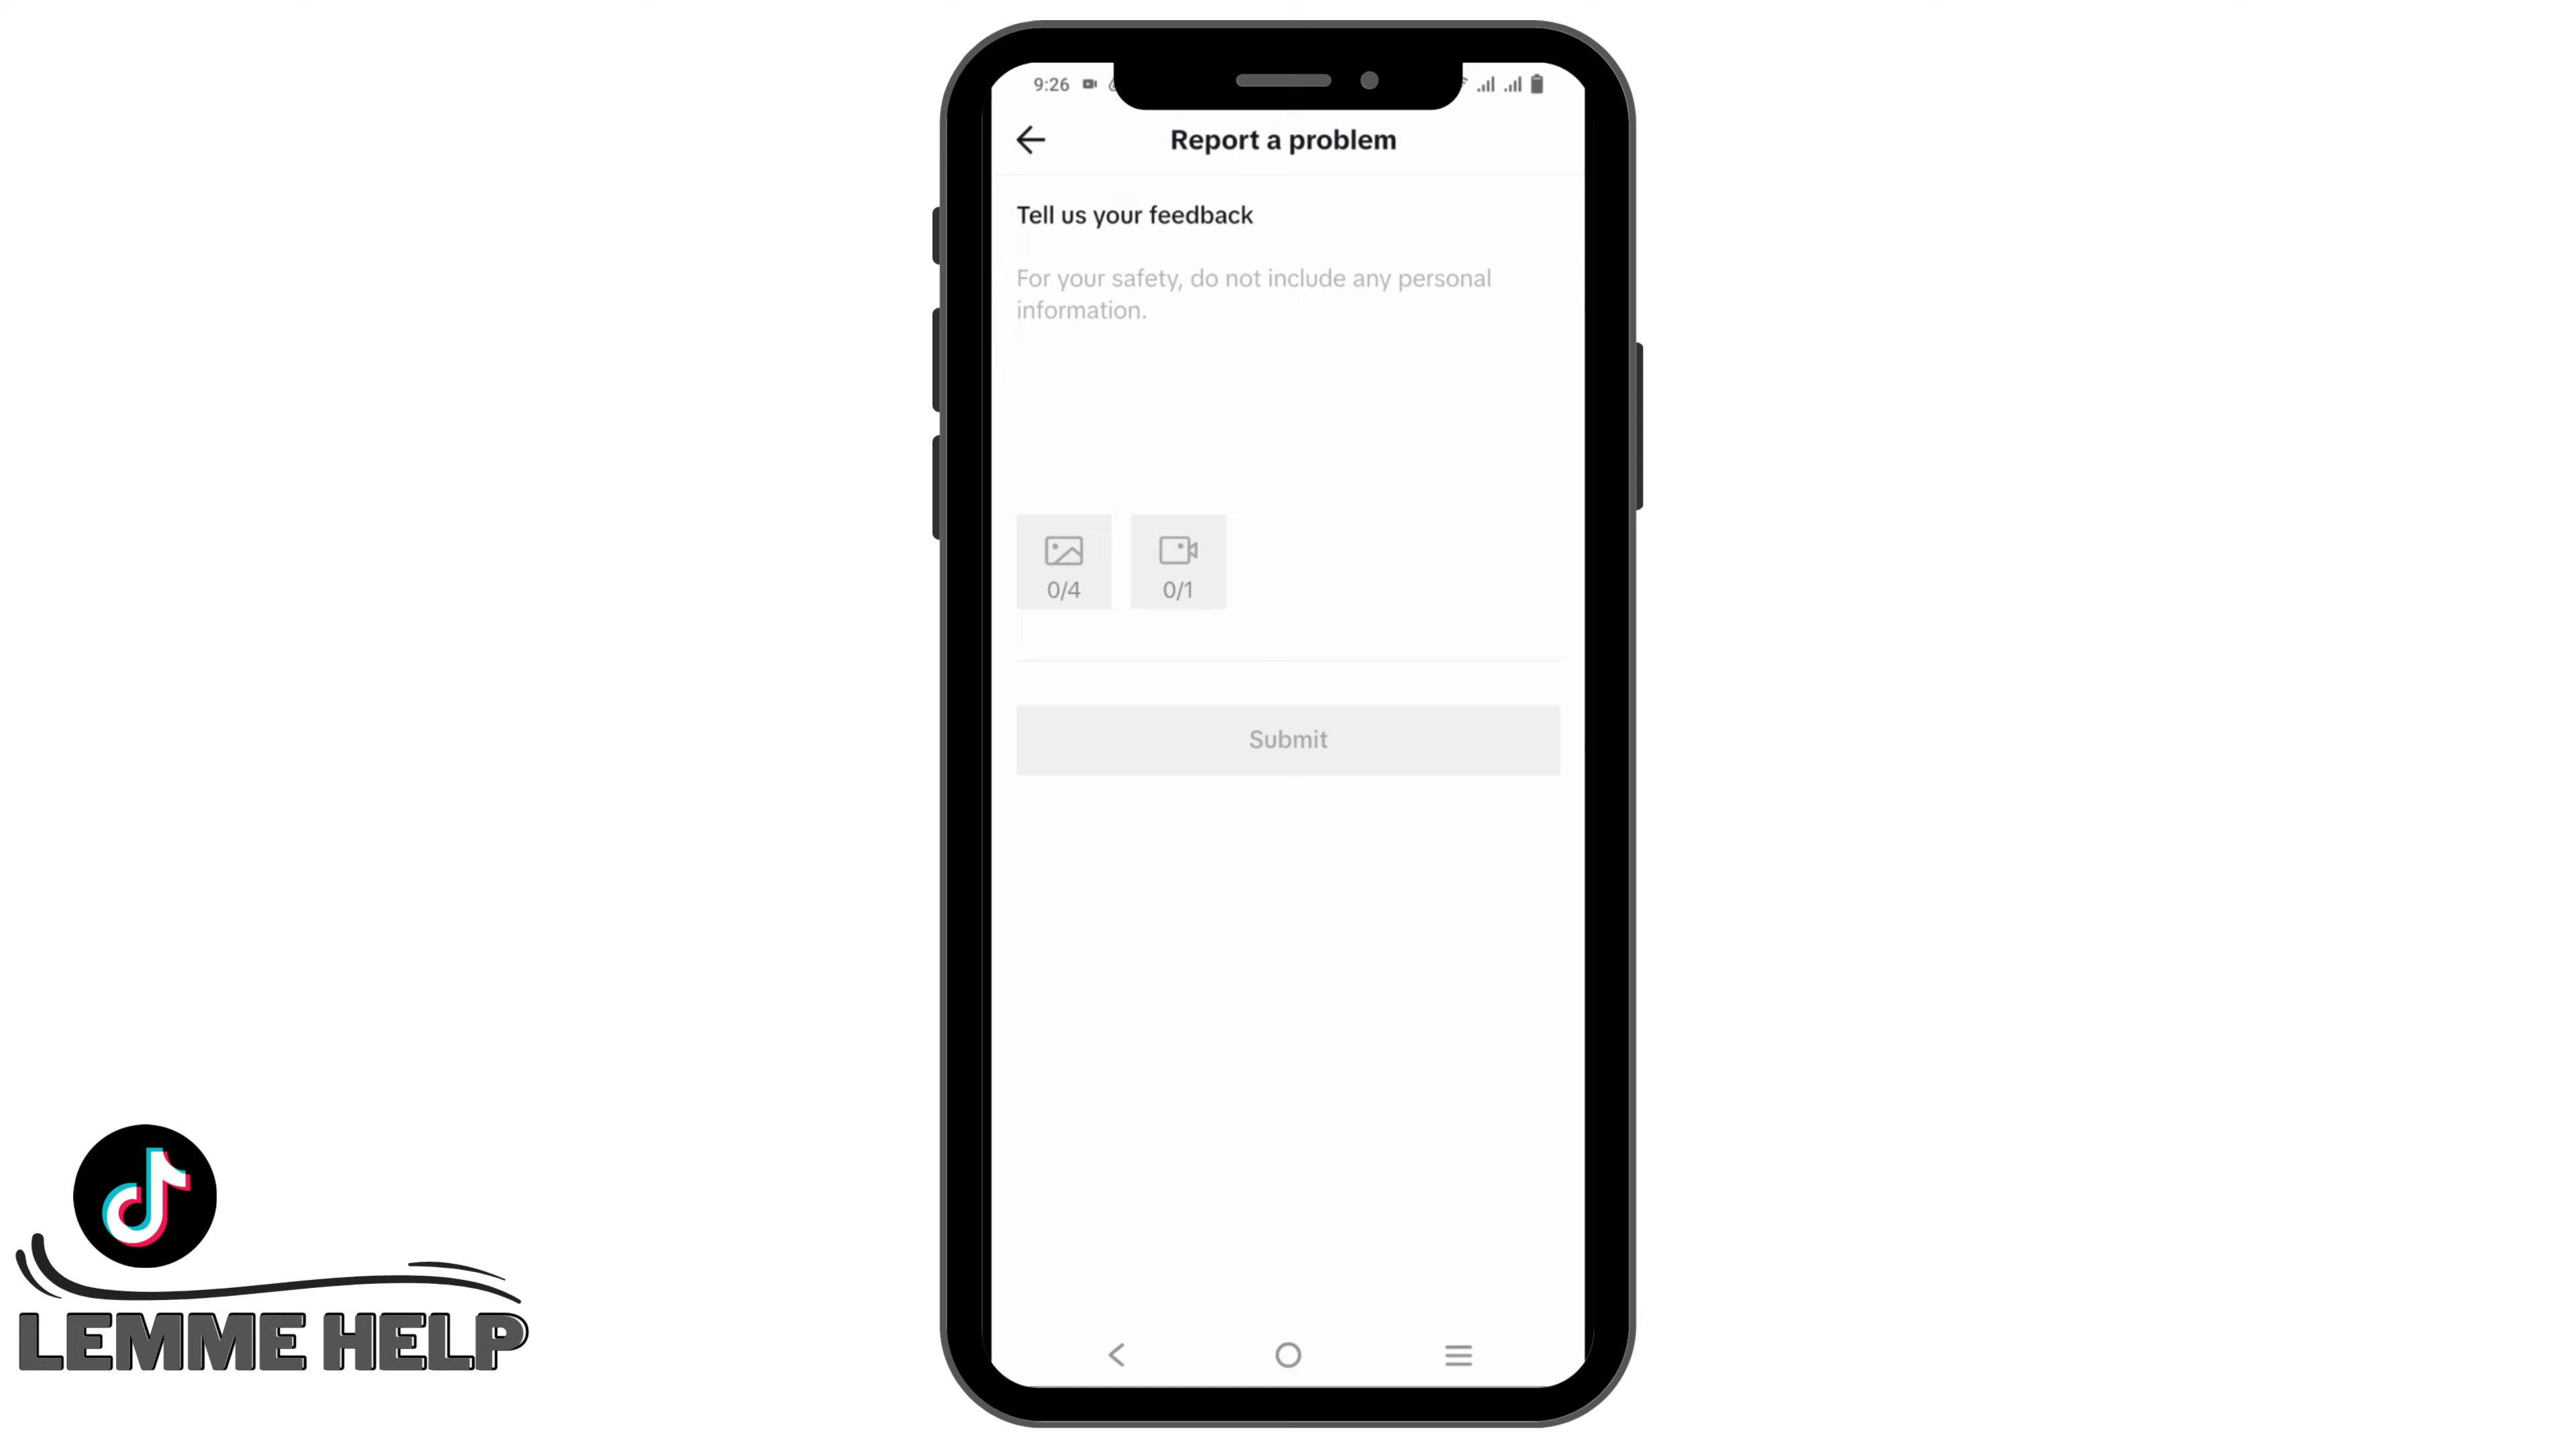 9:26
Report a problem
Tell us your feedback
For your safety, do not include any personal
information.
0/4 0/1
Submit
LEMME HELP